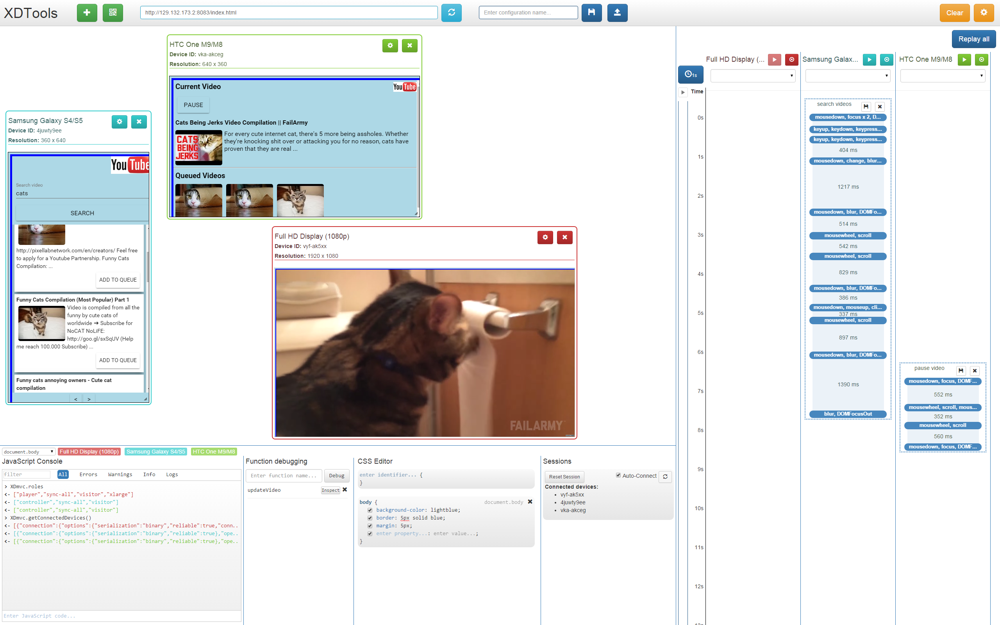 XDTools
http://129.132.173.2:8083/index.html
Enter configuration name...
Clear
HTC One M9/M8
Device ID: vka-akceg
Resolution: 640 x 360
Current Video
YouTube
PAUSE
Cats Being Jerks Video Compilation || FailArmy
CATS
BEING
JERKS
For every cute internet cat, there's 5 more being assholes. Whether
they're knocking shit over or attacking you for no reason, cats have
proven that they are real ...
Queued Videos
Samsung Galaxy S4/S5
Device ID: 4juwty9ee
Resolution: 360 x 640
YouTube
Search video
cats
SEARCH
http://pixellabnetwork.com/en/creators/ Feel free
to apply for a Youtube Partnership. Funny Cats
Compilation: ...
ADD TO QUEUE
Funny Cats Compilation (Most Popular) Part 1
Video is compiled from all the
funny by cute cats of
worldwide ➔ Subscribe for
NoCAT NoLiFE:
http://goo.gl/sxSqUV (Help
me reach 100.000 Subscribe) ...
ADD TO QUEUE
Funny cats annoying owners - Cute cat
compilation
< >
Full HD Display (1080p)
Device ID: vyf-ak5xx
Resolution: 1920 x 1080
FAILARMY
Replay all
Full HD Display (...
Samsung Galax...
HTC One M9/M8
1s
Time
0s
1s
2s
3s
4s
5s
6s
7s
8s
9s
10s
11s
12s
search videos
mousedown, focus x 2, D...
keyup, keydown, keypress...
keyup, keydown, keypress...
404 ms
mousedown, change, blur...
1217 ms
mousedown, blur, DOMFo...
514 ms
mousewheel, scroll
542 ms
mousewheel, scroll
829 ms
mousedown, blur, DOMFo...
386 ms
mousedown, mouseup, cli...
337 ms
mousewheel, scroll
897 ms
mousedown, blur, DOMFo...
1390 ms
blur, DOMFocusOut
pause video
mousedown, focus, DOMF...
552 ms
mousewheel, scroll, mous...
352 ms
mousewheel, scroll
560 ms
mousedown, focus, DOMF...
document.body Full HD Display (1080p) Samsung Galaxy S4/S5 HTC One M9/M8
JavaScript Console
filter All Errors Warnings Info Logs
> XDmvc.roles
<- ["player","sync-all","visitor","xlarge"]
<- ["controller","sync-all","visitor"]
<- ["controller","sync-all","visitor"]
> XDmvc.getConnectedDevices()
<- [{"connection":{"options":{"serialization":"binary","reliable":true,"conn..
<- [{"connection":{"options":{"serialization":"binary","reliable":true},"ope..
<- [{"connection":{"options":{"serialization":"binary","reliable":true},"ope..
Enter JavaScript code...
Function debugging
Enter function name... Debug
updateVideo Inspect
CSS Editor
enter identifier... {
}
body { document.body
background-color: lightblue;
border: 5px solid blue;
margin: 5px;
enter property...: enter value...;
}
Sessions
Reset Session Auto-Connect
Connected devices:
• vyf-ak5xx
• 4juwty9ee
• vka-akceg